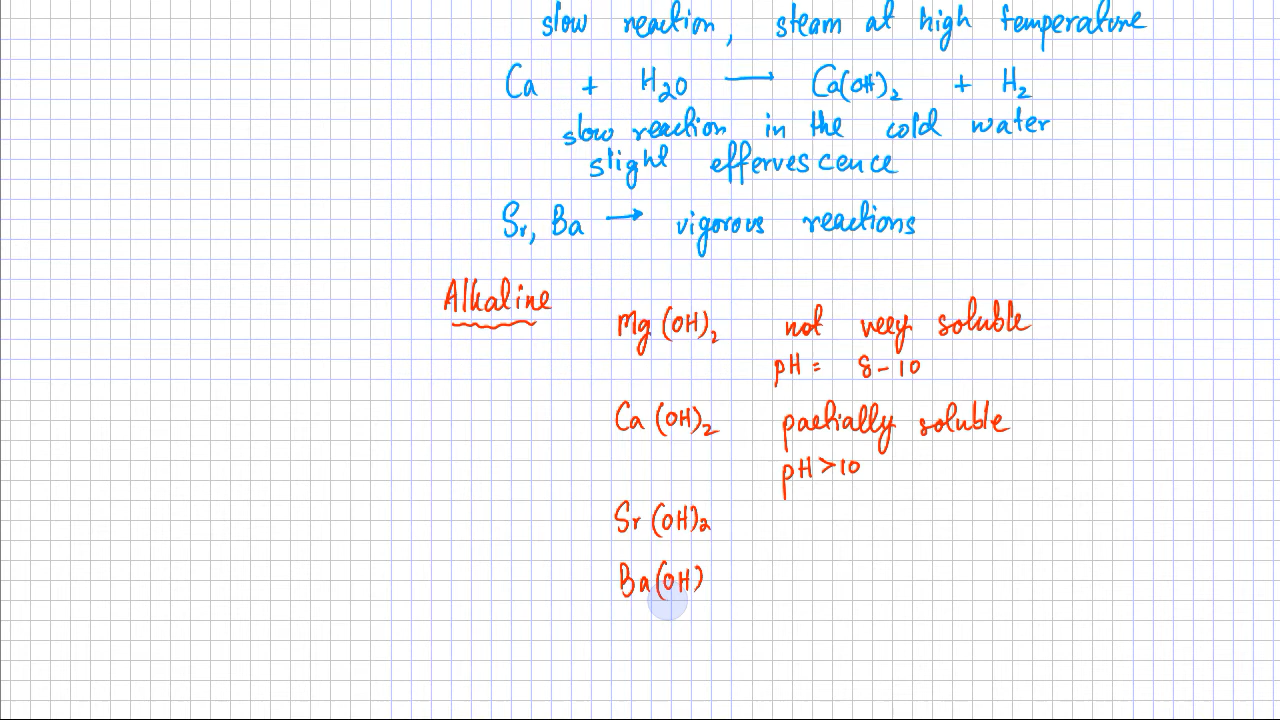 slow reaction, steam at high temperature
Ca + H2O → Ca(OH)2 + H2
slow reaction in the cold water
slight effervescence
Sr, Ba → vigorous reactions
Alkaline
Mg(OH)2 not very soluble
pH = 8-10
Ca(OH)2 partially soluble
pH > 10
Sr(OH)2
Ba(OH)